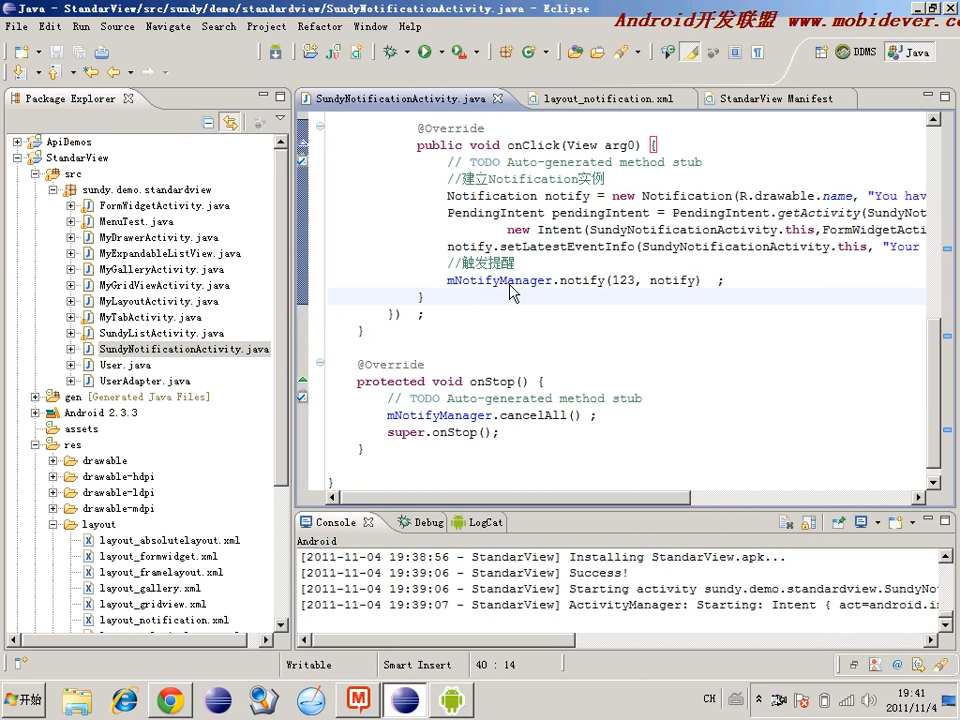 Java - StandarView/src/sundy/demo/standardview/SundyNotificationActivity.java - Eclipse
File Edit Run Source Navigate Search Project Refactor Window Help
Android开发联盟 www.mobidever.com
DDMS Java
Package Explorer
SundyNotificationActivity.java layout_notification.xml StandarView Manifest
ApiDemos
StandarView
src
sundy.demo.standardview
FormWidgetActivity.java
MenuTest.java
MyDrawerActivity.java
MyExpandableListView.java
MyGalleryActivity.java
MyGridViewActivity.java
MyLayoutActivity.java
MyTabActivity.java
SundyListActivity.java
SundyNotificationActivity.java
User.java
UserAdapter.java
gen [Generated Java Files]
Android 2.3.3
assets
res
drawable
drawable-hdpi
drawable-ldpi
drawable-mdpi
layout
layout_absolutelayout.xml
layout_formwidget.xml
layout_framelayout.xml
layout_gallery.xml
layout_gridview.xml
layout_notification.xml
@Override
public void onClick(View arg0) {
// TODO Auto-generated method stub
//建立Notification实例
Notification notify = new Notification(R.drawable.name, "You hav
PendingIntent pendingIntent = PendingIntent.getActivity(SundyNot
new Intent(SundyNotificationActivity.this,FormWidgetActi
notify.setLatestEventInfo(SundyNotificationActivity.this, "Your
//触发提醒
mNotifyManager.notify(123, notify) ;
}
}) ;
}
@Override
protected void onStop() {
// TODO Auto-generated method stub
mNotifyManager.cancelAll() ;
super.onStop();
}
}
Console Debug LogCat
Android
[2011-11-04 19:38:56 - StandarView] Installing StandarView.apk...
[2011-11-04 19:39:06 - StandarView] Success!
[2011-11-04 19:39:06 - StandarView] Starting activity sundy.demo.standardview.SundyNo
[2011-11-04 19:39:07 - StandarView] ActivityManager: Starting: Intent { act=android.in
Writable Smart Insert 40 : 14
开始
CH
19:41
2011/11/4